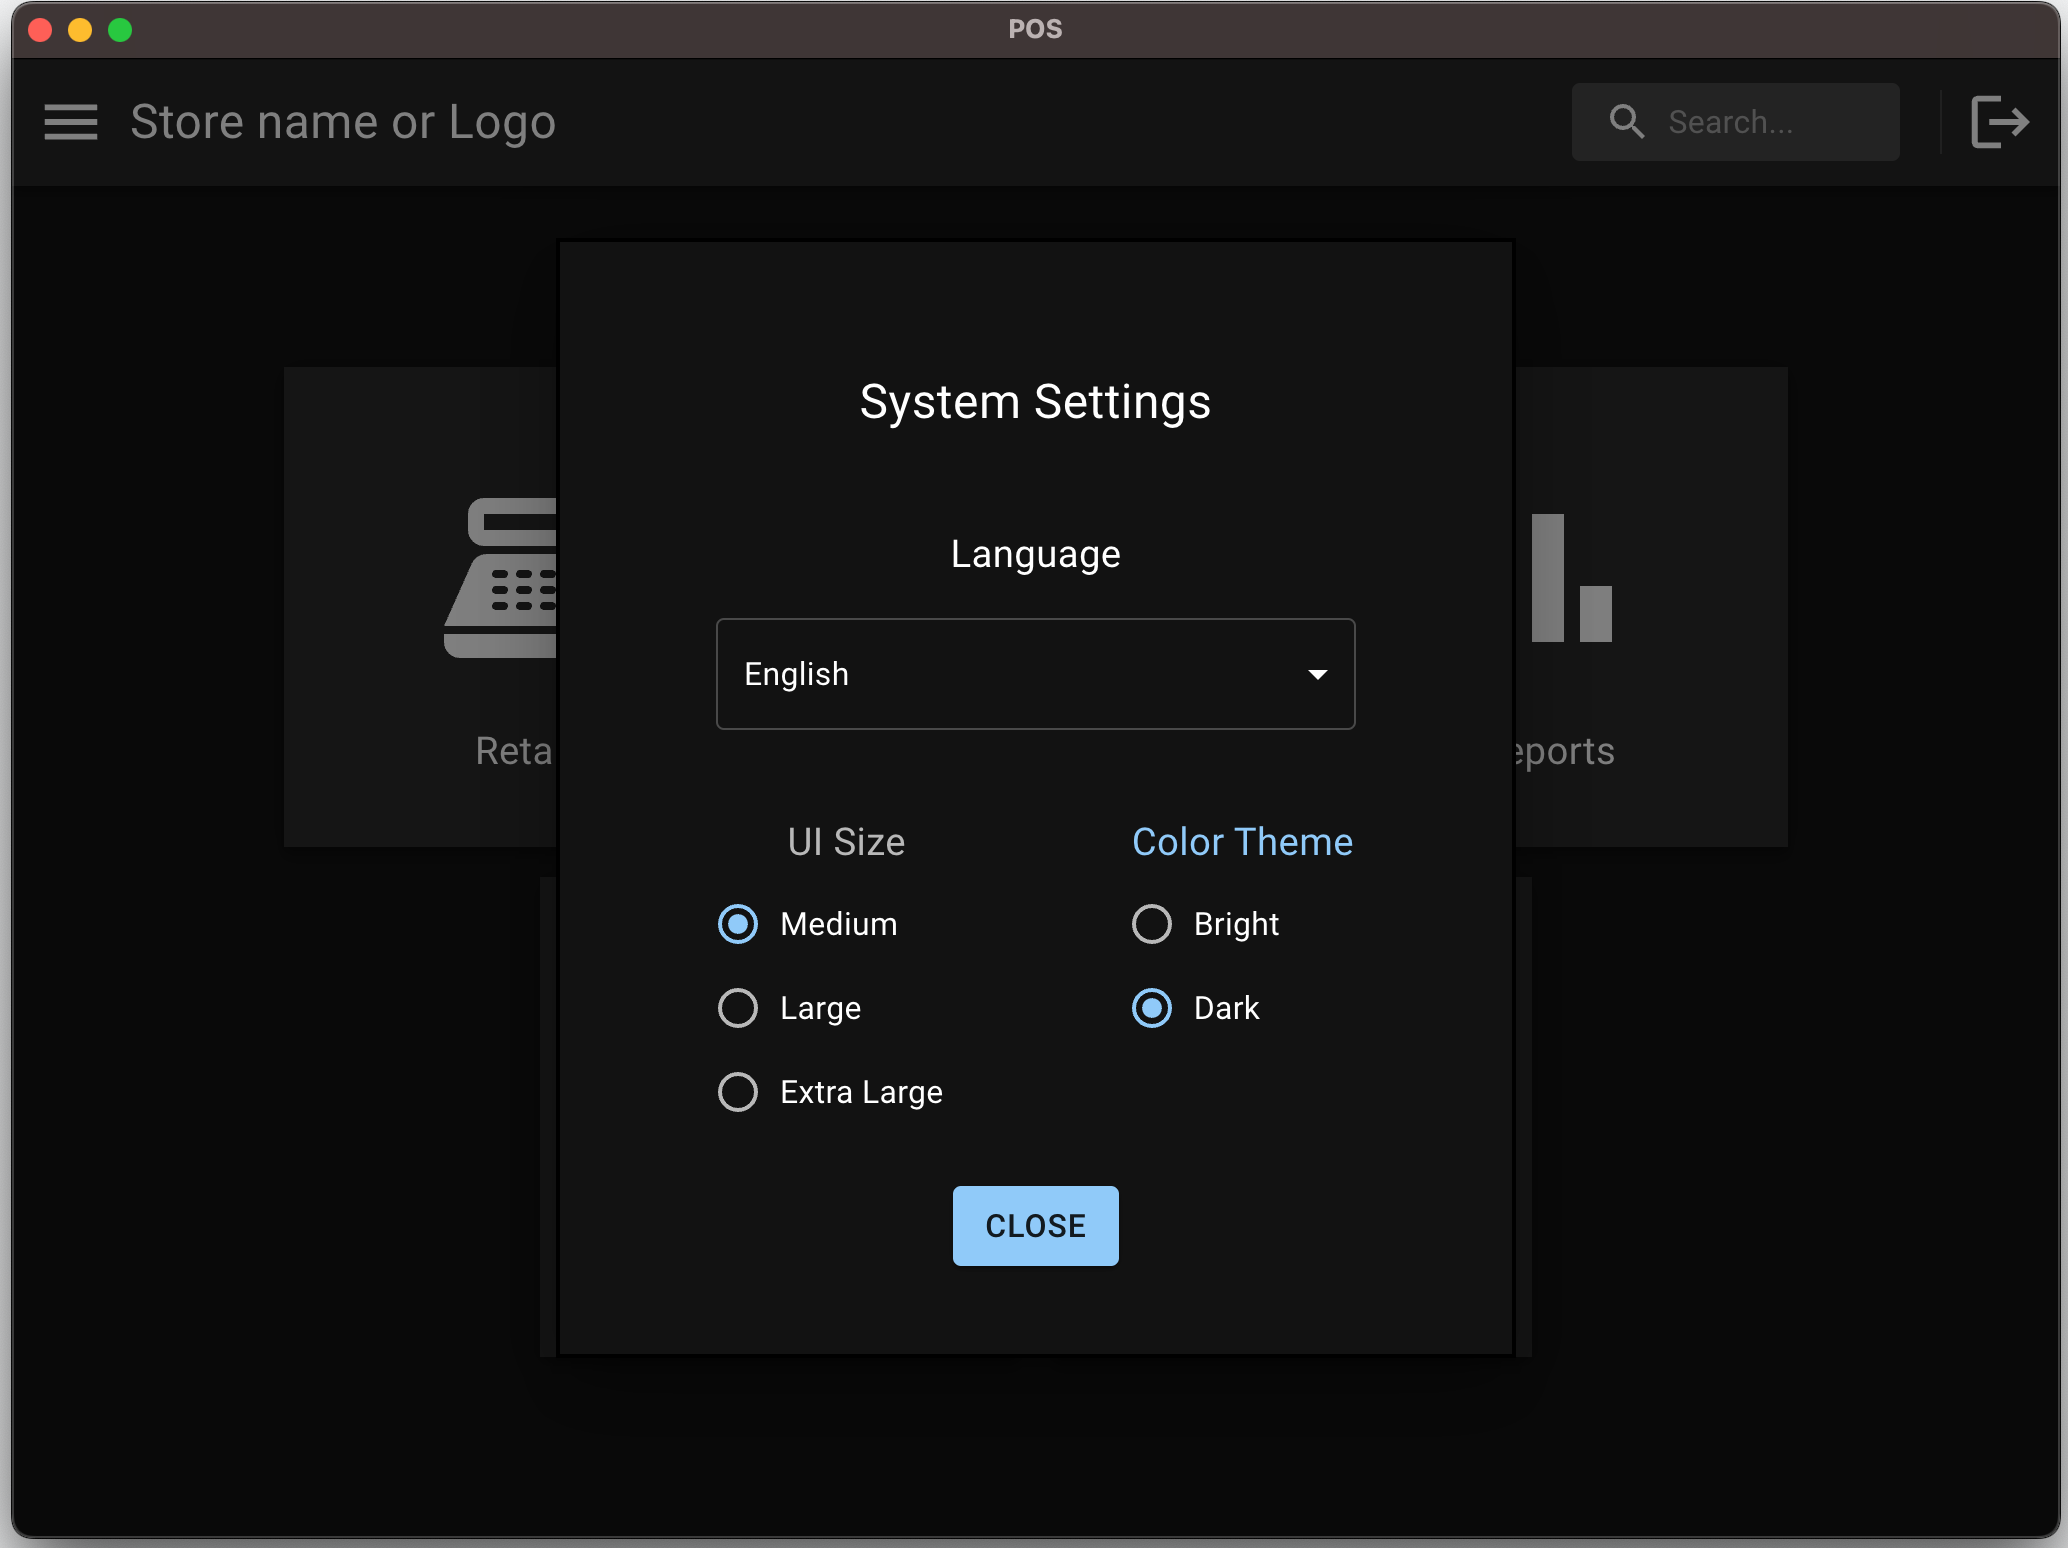 POS
Store name or Logo
Search...
System Settings
Language
English
Reta
eports
UI Size
Color Theme
Medium
Bright
Large
Dark
Extra Large
CLOSE